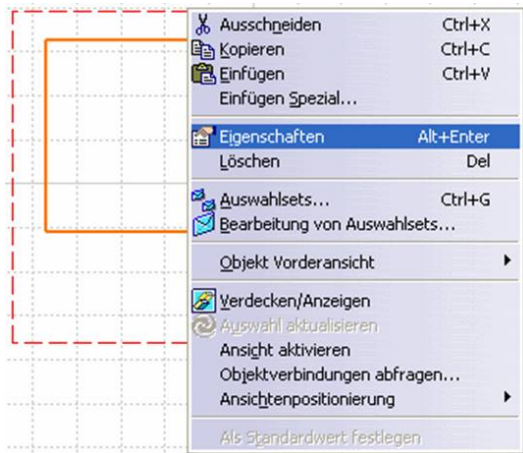 Ausschneiden Ctrl+X
Kopieren Ctrl+C
Einfügen Ctrl+V
Einfügen Spezial...
Eigenschaften Alt+Enter
Löschen Del
Auswahlsets... Ctrl+G
Bearbeitung von Auswahlsets...
Objekt Vorderansicht
Verdecken/Anzeigen
Auswahl aktualisieren
Ansicht aktivieren
Objektverbindungen abfragen...
Ansichtenpositionierung
Als Standardwert festlegen